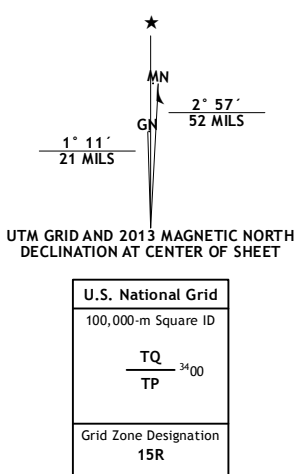 ★
MN
GN
2° 57´
52 MILS
1° 11´
21 MILS
UTM GRID AND 2013 MAGNETIC NORTH
DECLINATION AT CENTER OF SHEET
U.S. National Grid
100,000-m Square ID
TQ
³⁴00
TP
Grid Zone Designation
15R